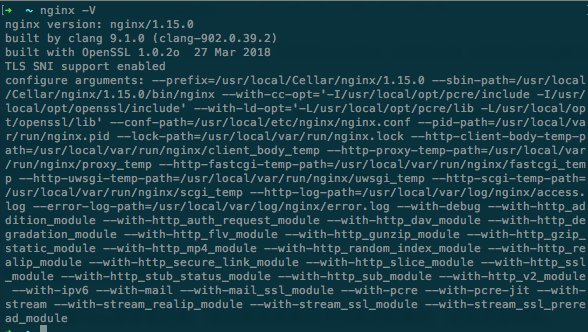 ➜ ~ nginx -V
nginx version: nginx/1.15.0
built by clang 9.1.0 (clang-902.0.39.2)
built with OpenSSL 1.0.2o  27 Mar 2018
TLS SNI support enabled
configure arguments: --prefix=/usr/local/Cellar/nginx/1.15.0 --sbin-path=/usr/local
/Cellar/nginx/1.15.0/bin/nginx --with-cc-opt='-I/usr/local/opt/pcre/include -I/usr/
local/opt/openssl/include' --with-ld-opt='-L/usr/local/opt/pcre/lib -L/usr/local/op
t/openssl/lib' --conf-path=/usr/local/etc/nginx/nginx.conf --pid-path=/usr/local/va
r/run/nginx.pid --lock-path=/usr/local/var/run/nginx.lock --http-client-body-temp-p
ath=/usr/local/var/run/nginx/client_body_temp --http-proxy-temp-path=/usr/local/var
/run/nginx/proxy_temp --http-fastcgi-temp-path=/usr/local/var/run/nginx/fastcgi_tem
p --http-uwsgi-temp-path=/usr/local/var/run/nginx/uwsgi_temp --http-scgi-temp-path=
/usr/local/var/run/nginx/scgi_temp --http-log-path=/usr/local/var/log/nginx/access.
log --error-log-path=/usr/local/var/log/nginx/error.log --with-debug --with-http_ad
dition_module --with-http_auth_request_module --with-http_dav_module --with-http_de
gradation_module --with-http_flv_module --with-http_gunzip_module --with-http_gzip_
static_module --with-http_mp4_module --with-http_random_index_module --with-http_re
alip_module --with-http_secure_link_module --with-http_slice_module --with-http_ssl
_module --with-http_stub_status_module --with-http_sub_module --with-http_v2_module
 --with-ipv6 --with-mail --with-mail_ssl_module --with-pcre --with-pcre-jit --with-
stream --with-stream_realip_module --with-stream_ssl_module --with-stream_ssl_prere
ad_module
➜ ~